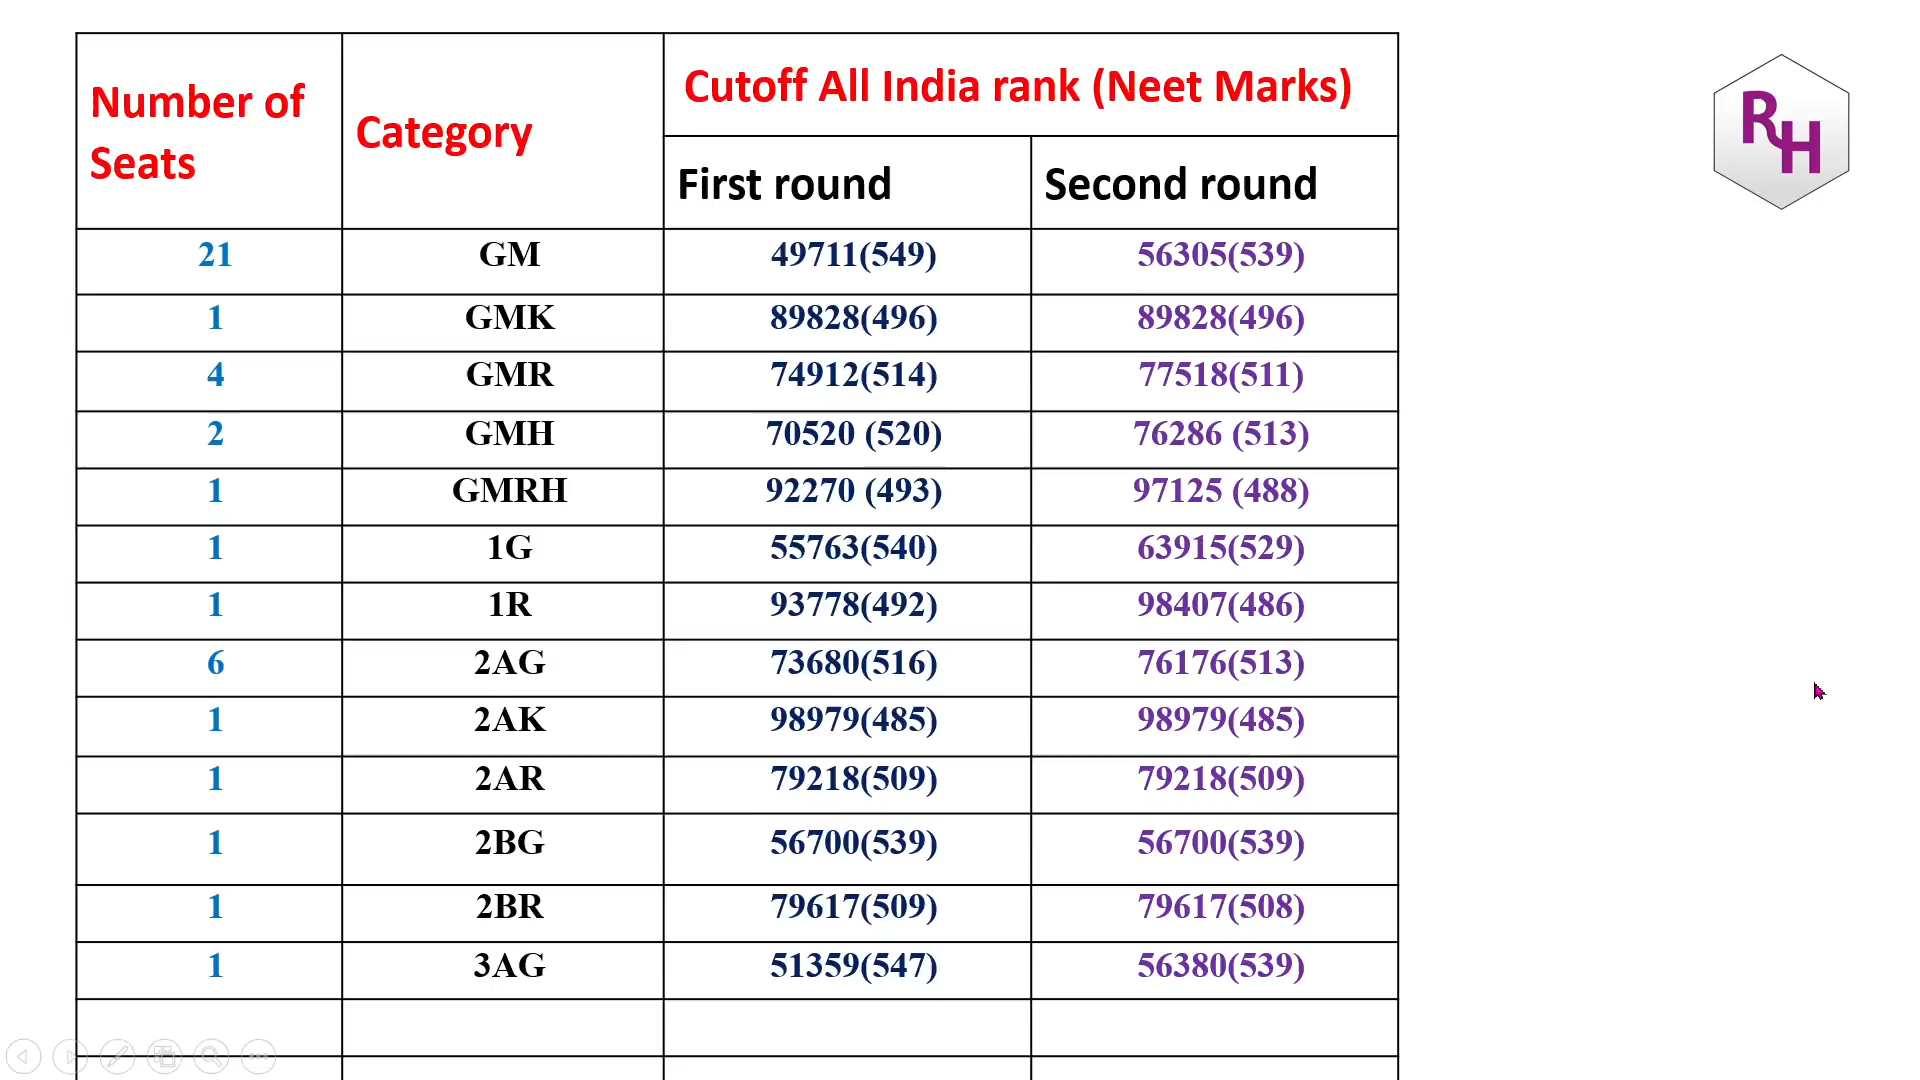 Number of Seats Category Cutoff All India rank (Neet Marks)
First round Second round
21 GM 49711(549) 56305(539)
1 GMK 89828(496) 89828(496)
4 GMR 74912(514) 77518(511)
2 GMH 70520 (520) 76286 (513)
1 GMRH 92270 (493) 97125 (488)
1 1G 55763(540) 63915(529)
1 1R 93778(492) 98407(486)
6 2AG 73680(516) 76176(513)
1 2AK 98979(485) 98979(485)
1 2AR 79218(509) 79218(509)
1 2BG 56700(539) 56700(539)
1 2BR 79617(509) 79617(508)
1 3AG 51359(547) 56380(539)
RH